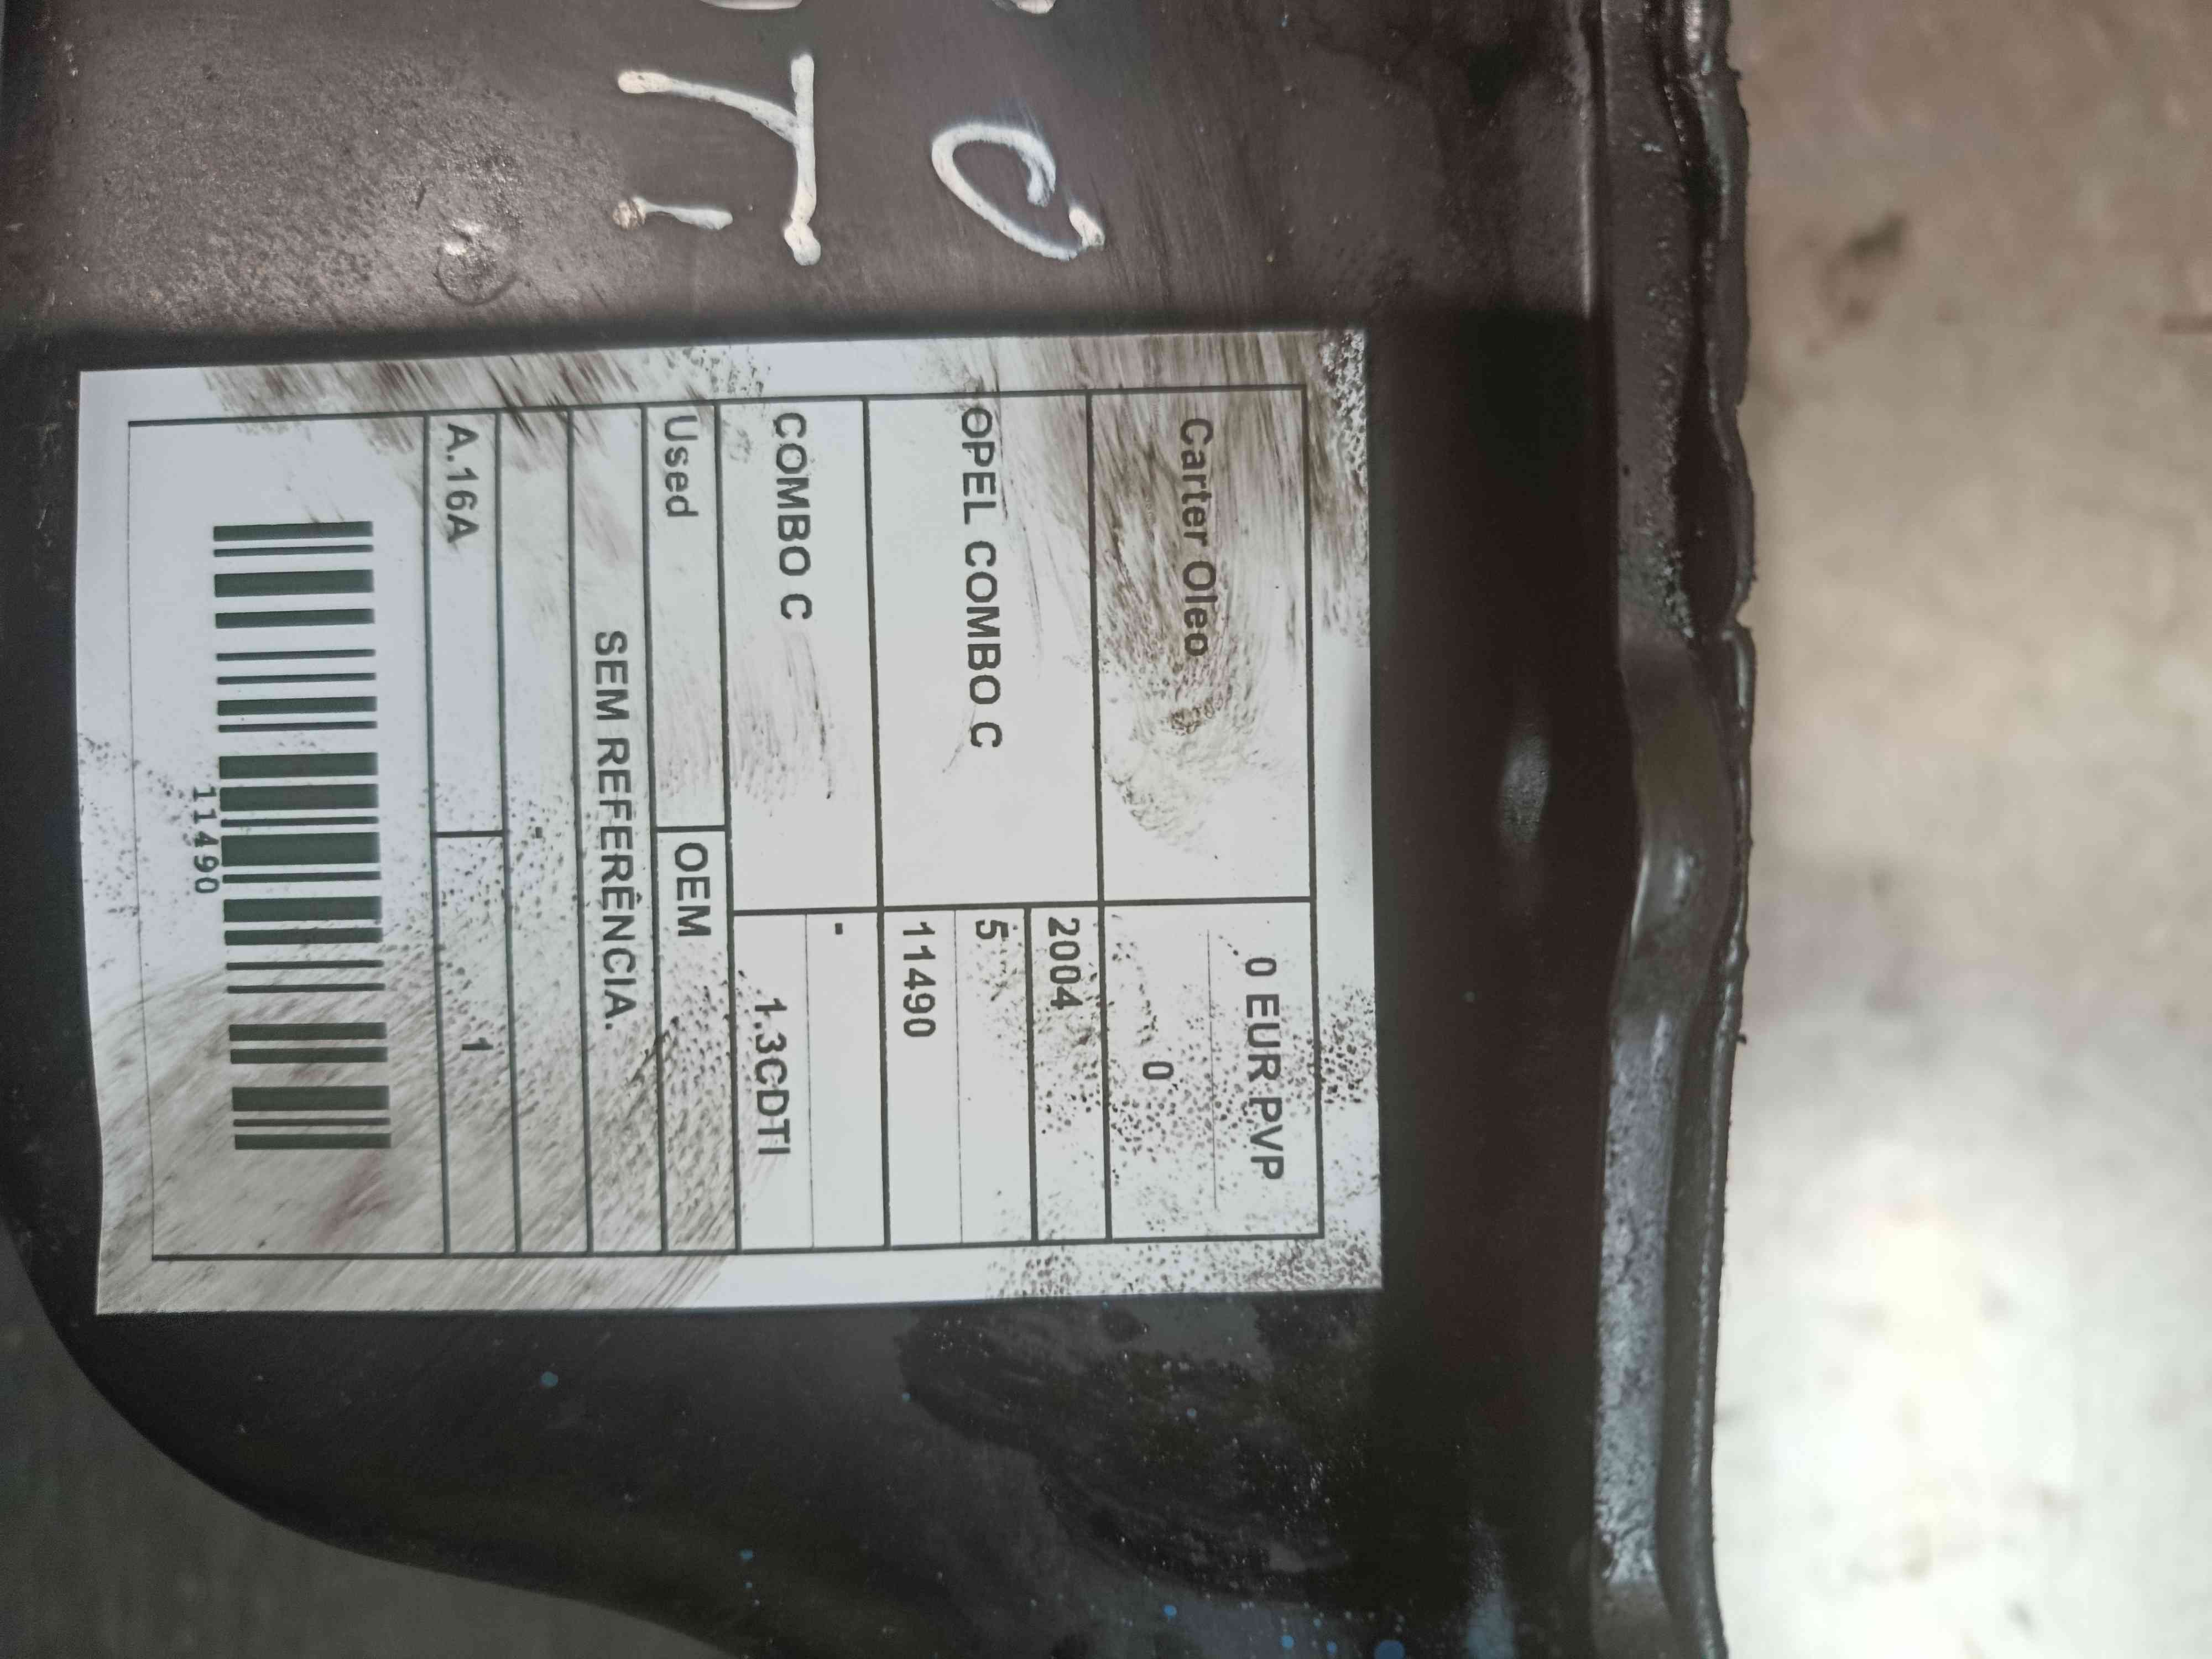 Carter Oleo
0 EUR PVP
0
OPEL COMBO C
2004
5
11490
COMBO C
-
1.3CDTI
Used
OEM
SEM REFERÊNCIA.
-
A.16A
1
11490
O
Ti